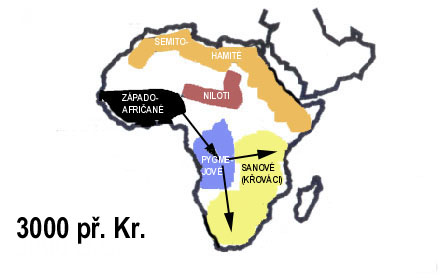 SEMITO-
HAMITÉ
ZÁPADO-
AFRIČANÉ
NILOTI
PYGME
JOVÉ
SANOVÉ
(KŘOVÁCI)
3000 př. Kr.